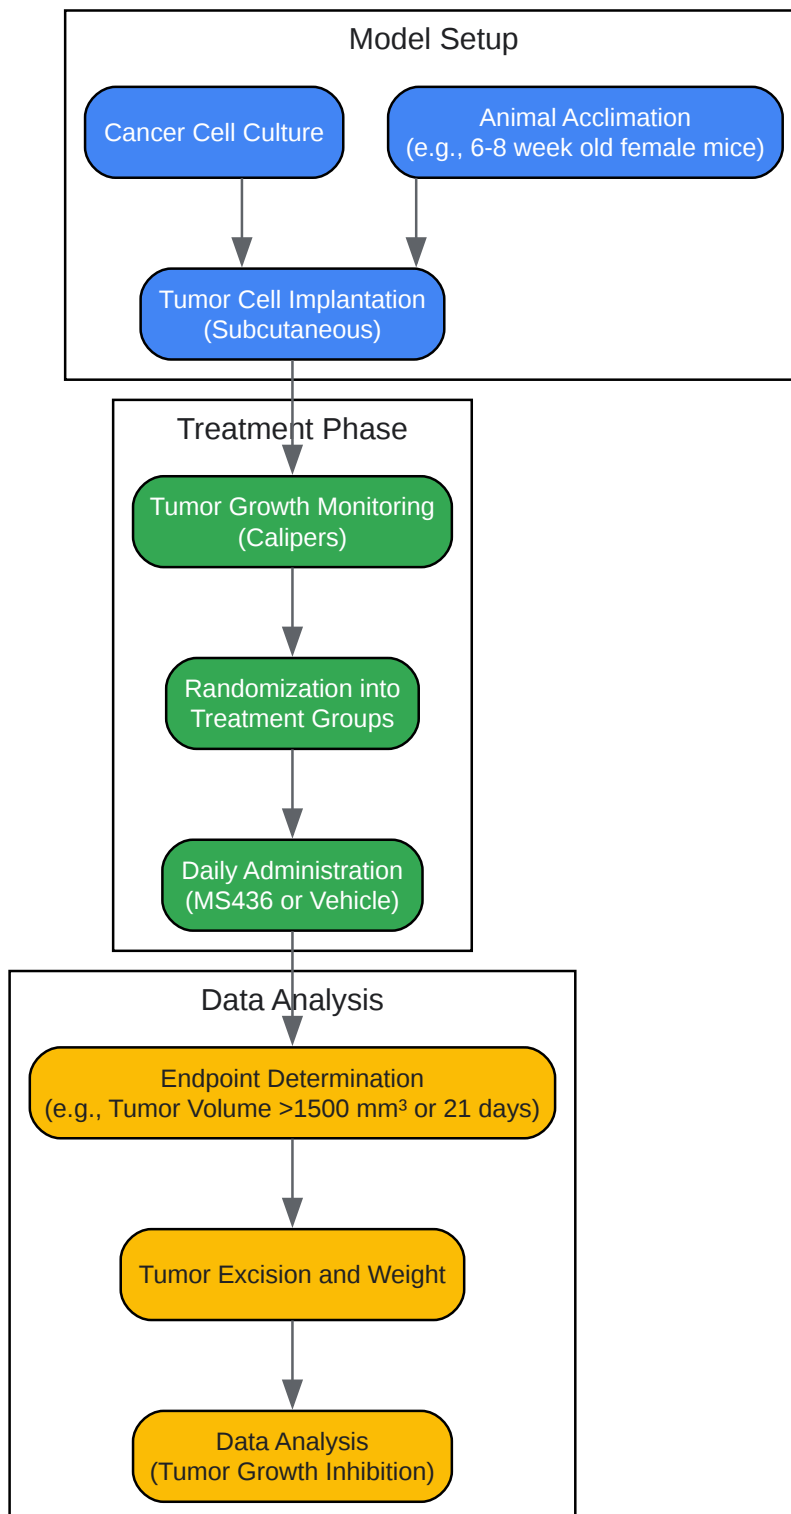 Model Setup
Cancer Cell Culture
Animal Acclimation
(e.g., 6-8 week old female mice)
Tumor Cell Implantation
(Subcutaneous)
Treatment Phase
Tumor Growth Monitoring
(Calipers)
Randomization into
Treatment Groups
Daily Administration
(MS436 or Vehicle)
Data Analysis
Endpoint Determination
(e.g., Tumor Volume >1500 mm³ or 21 days)
Tumor Excision and Weight
Data Analysis
(Tumor Growth Inhibition)